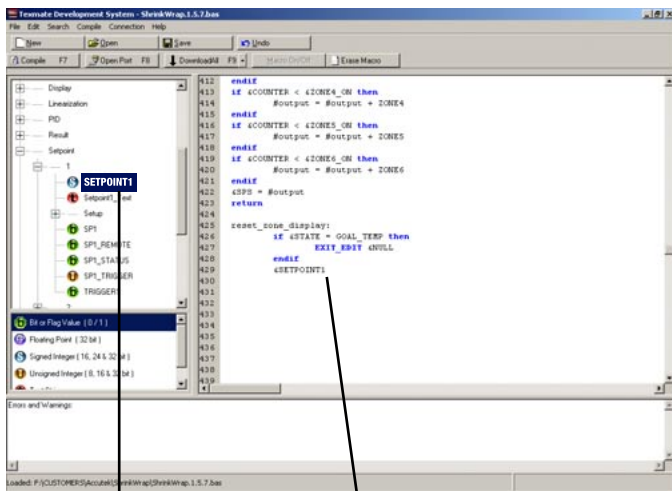 Texmate Development System - ShrinkWrap.1.5.7.bas
File Edit Search Compile Connection Help
New Open Save Undo
Compile F7 Open Port F8 Download/All F9 Macro On/Off Erase Macro
Display
Linearization
PID
Result
Setpoint
1
SETPOINT1
Setup
SP1
SP1_REMOTE
SP1_STATUS
SP1_TRIGGER
TRIGGERS
2
Bit or Flag Value ( 0 / 1 )
Floating Point ( 32 bit )
Signed Integer ( 16, 24 & 32 bit )
Unsigned Integer ( 8, 16 & 32 bit )
412 endif
413 if &COUNTER < &ZONE4_ON then
414 #output = #output + ZONE4
415 endif
416 if &COUNTER < &ZONE5_ON then
417 #output = #output + ZONE5
418 endif
419 if &COUNTER < &ZONE6_ON then
420 #output = #output + ZONE6
421 endif
422 &SPS = #output
423 return
424
425 reset_zone_display:
426 if &STATE = GOAL_TEMP then
427 EXIT_EDIT &NULL
428 endif
429 &SETPOINT1
430
431
432
433
434
435
436
437
438
439
Errors and Warnings:
Loaded: P:\CUSTOMERS\Accutek\ShrinkWrap\ShrinkWrap.1.5.7.bas